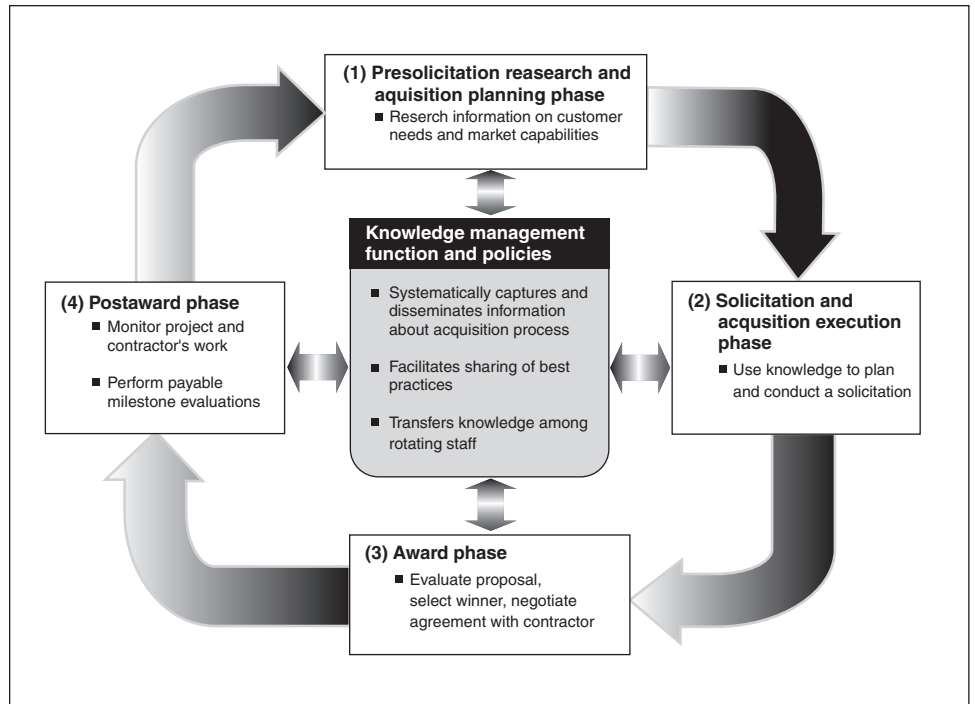 (1) Presolicitation reasearch and
aquisition planning phase
■ Reserch information on customer
needs and market capabilities
Knowledge management
function and policies
■ Systematically captures and
disseminates information
about acquisition process
■ Facilitates sharing of best
practices
■ Transfers knowledge among
rotating staff
(2) Solicitation and
acqusition execution
phase
■ Use knowledge to plan
and conduct a solicitation
(3) Award phase
■ Evaluate proposal,
select winner, negotiate
agreement with contractor
(4) Postaward phase
■ Monitor project and
contractor's work
■ Perform payable
milestone evaluations